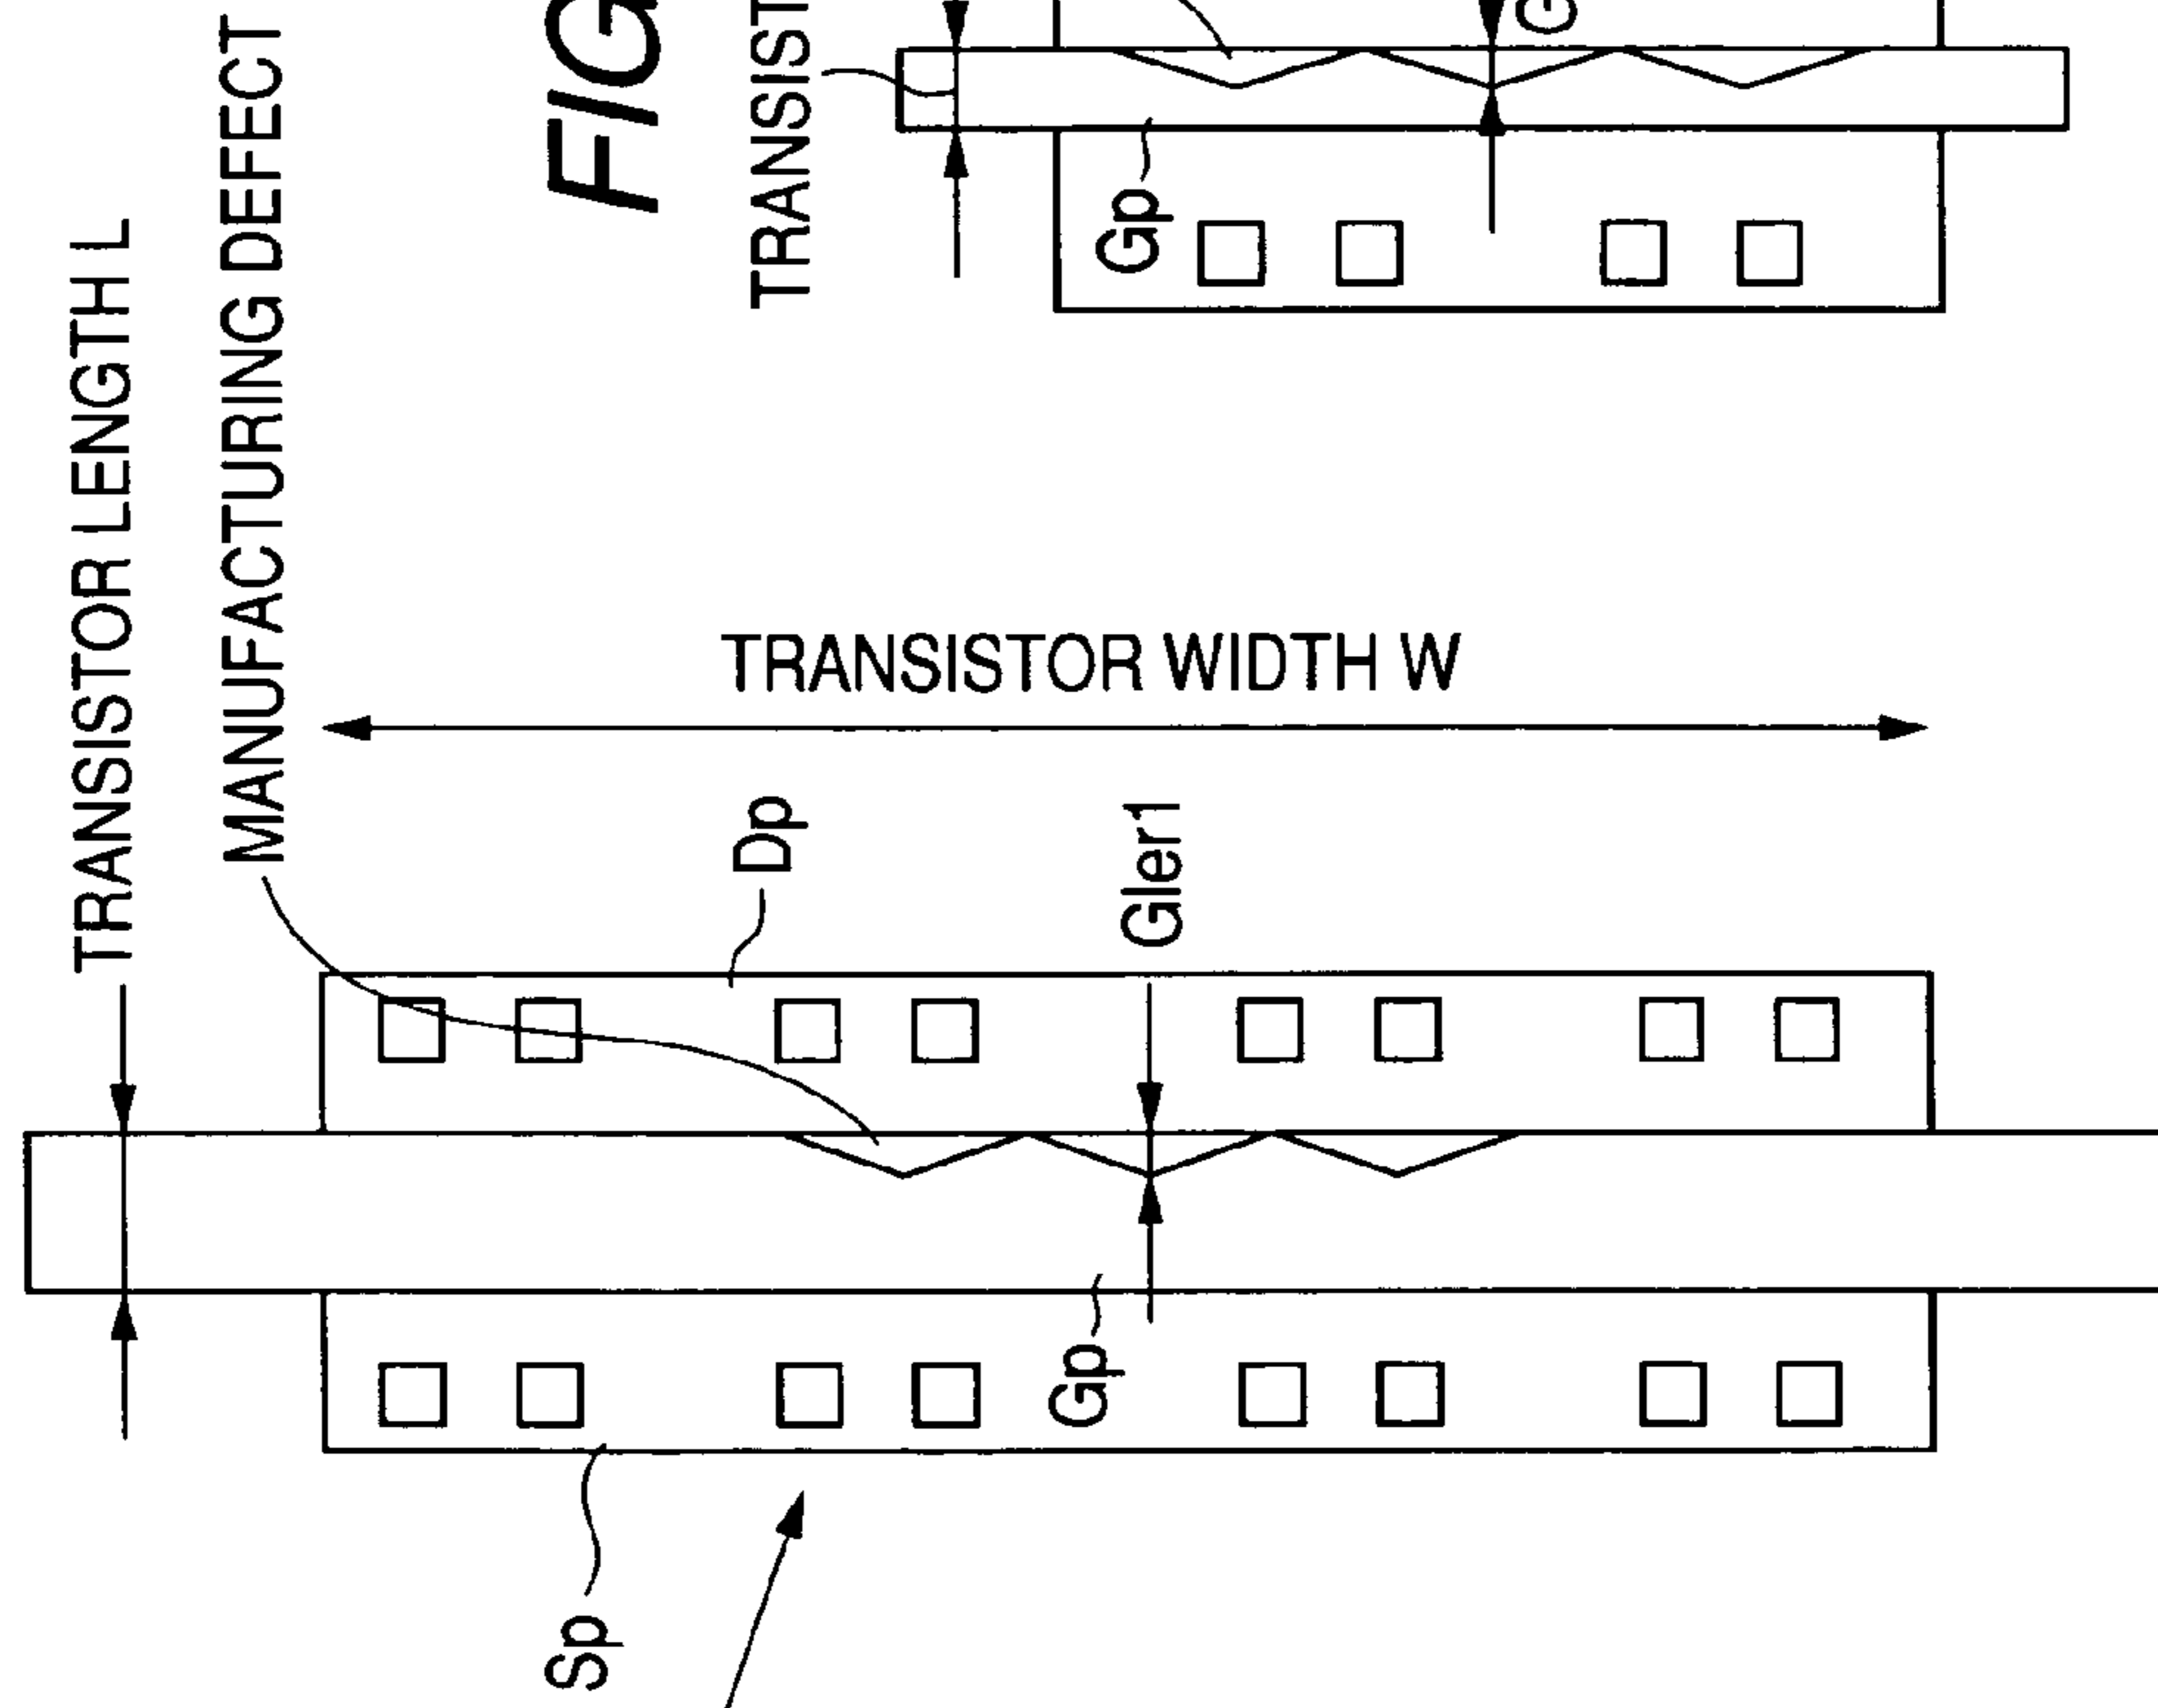 TRANSISTOR LENGTH L
MANUFACTURING DEFECT
FIG
TRANSIST
TRANSISTOR WIDTH W
Dp
Gler1
Gp
Sp
Gp
G